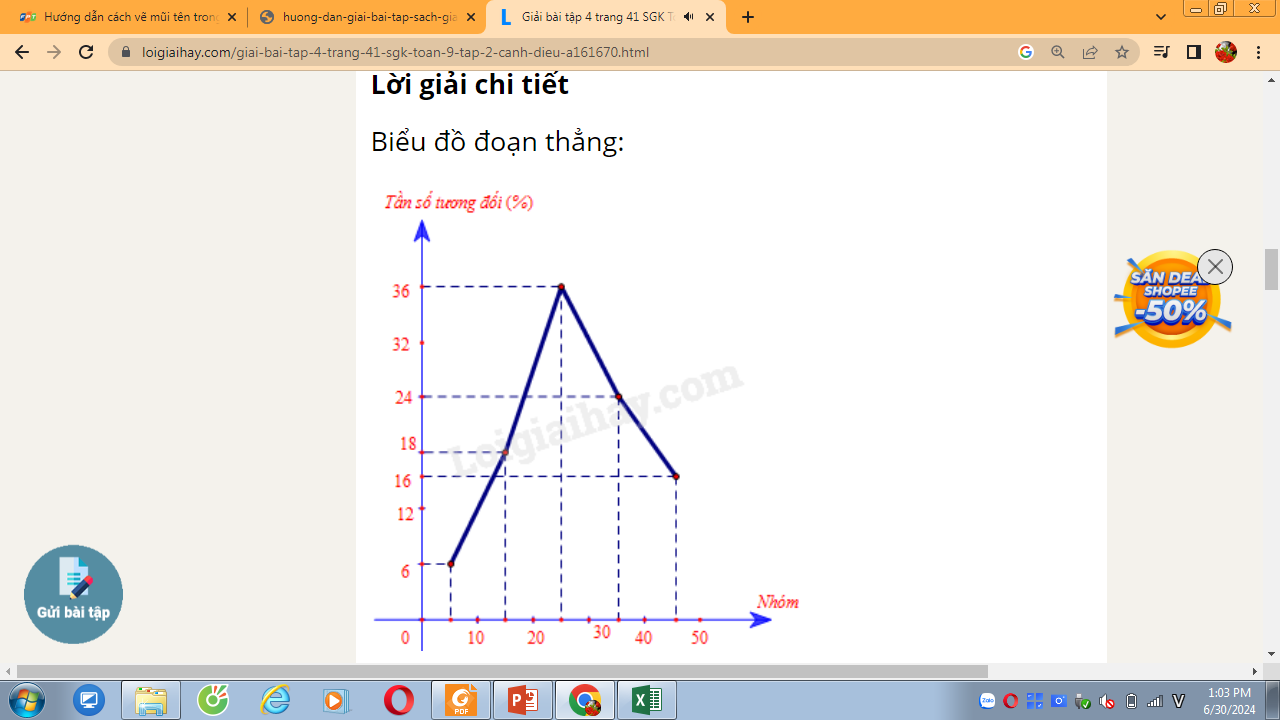 Hướng dẫn cách vẽ mũi tên trong
huong-dan-giai-bai-tap-sach-gia
Giải bài tập 4 trang 41 SGK T
loigiaihay.com/giai-bai-tap-4-trang-41-sgk-toan-9-tap-2-canh-dieu-a161670.html
Lời giải chi tiết
Biểu đồ đoạn thẳng:
Tần số tương đối (%)
36
32
24
18
16
12
6
0
10
20
30
40
50
Nhóm
Loigiaihay.com
SĂN DEAL
SHOPEE
-50%
Gửi bài tập
PDF
Zalo
V
1:03 PM
6/30/2024